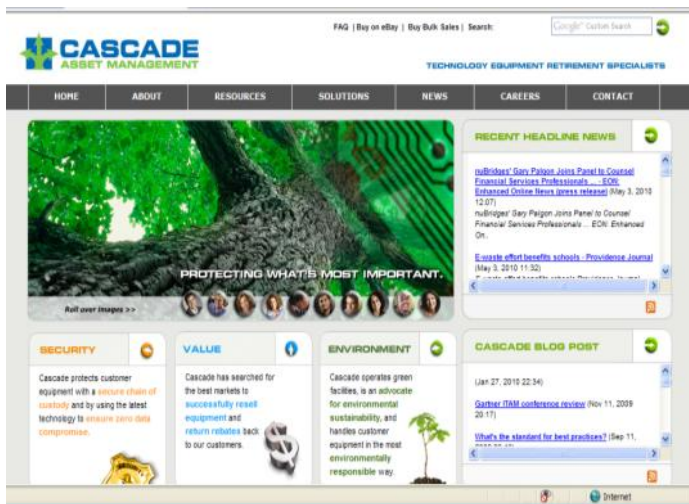 FAQ | Buy on eBay | Buy Bulk Sales | Search:
Google™ Custom Search
CASCADE
ASSET MANAGEMENT
TECHNOLOGY EQUIPMENT RETIREMENT SPECIALISTS
HOME ABOUT RESOURCES SOLUTIONS NEWS CAREERS CONTACT
PROTECTING WHAT'S MOST IMPORTANT.
Roll over images >>
RECENT HEADLINE NEWS
nuBridges' Gary Palgon Joins Panel to Counsel
Financial Services Professionals ... - EON:
Enhanced Online News (press release) (May 3, 2010
12:07)
nuBridges' Gary Palgon Joins Panel to Counsel
Financial Services Professionals ... EON: Enhanced
On..
E-waste effort benefits schools - Providence Journal
(May 3, 2010 11:32)
SECURITY
Cascade protects customer
equipment with a secure chain of
custody and by using the latest
technology to ensure zero data
compromise.
VALUE
Cascade has searched for
the best markets to
successfully resell
equipment and
return rebates back
to our customers.
ENVIRONMENT
Cascade operates green
facilities, is an advocate
for environmental
sustainability, and
handles customer
equipment in the most
environmentally
responsible way.
CASCADE BLOG POST
(Jan 27, 2010 22:34)
Gartner ITAM conference review (Nov 11, 2009
20:17)
What's the standard for best practices? (Sep 11,
Internet